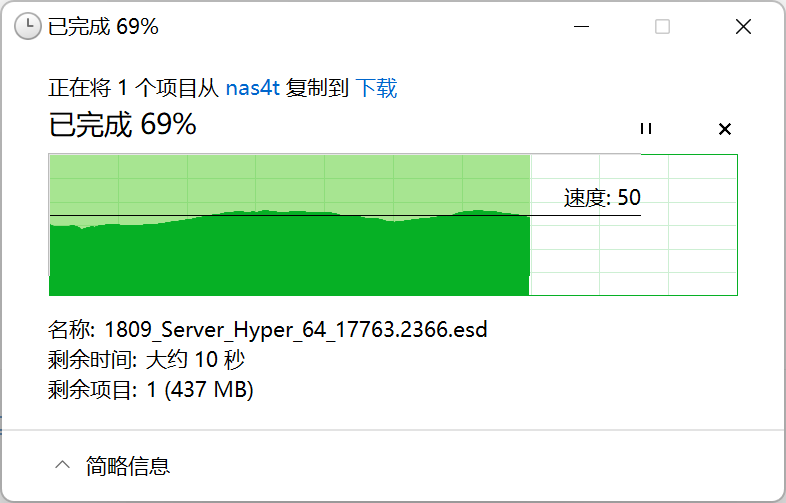 已完成 69%
正在将 1 个项目从 nas4t 复制到 下载
已完成 69%
速度: 50
名称: 1809_Server_Hyper_64_17763.2366.esd
剩余时间: 大约 10 秒
剩余项目: 1 (437 MB)
简略信息